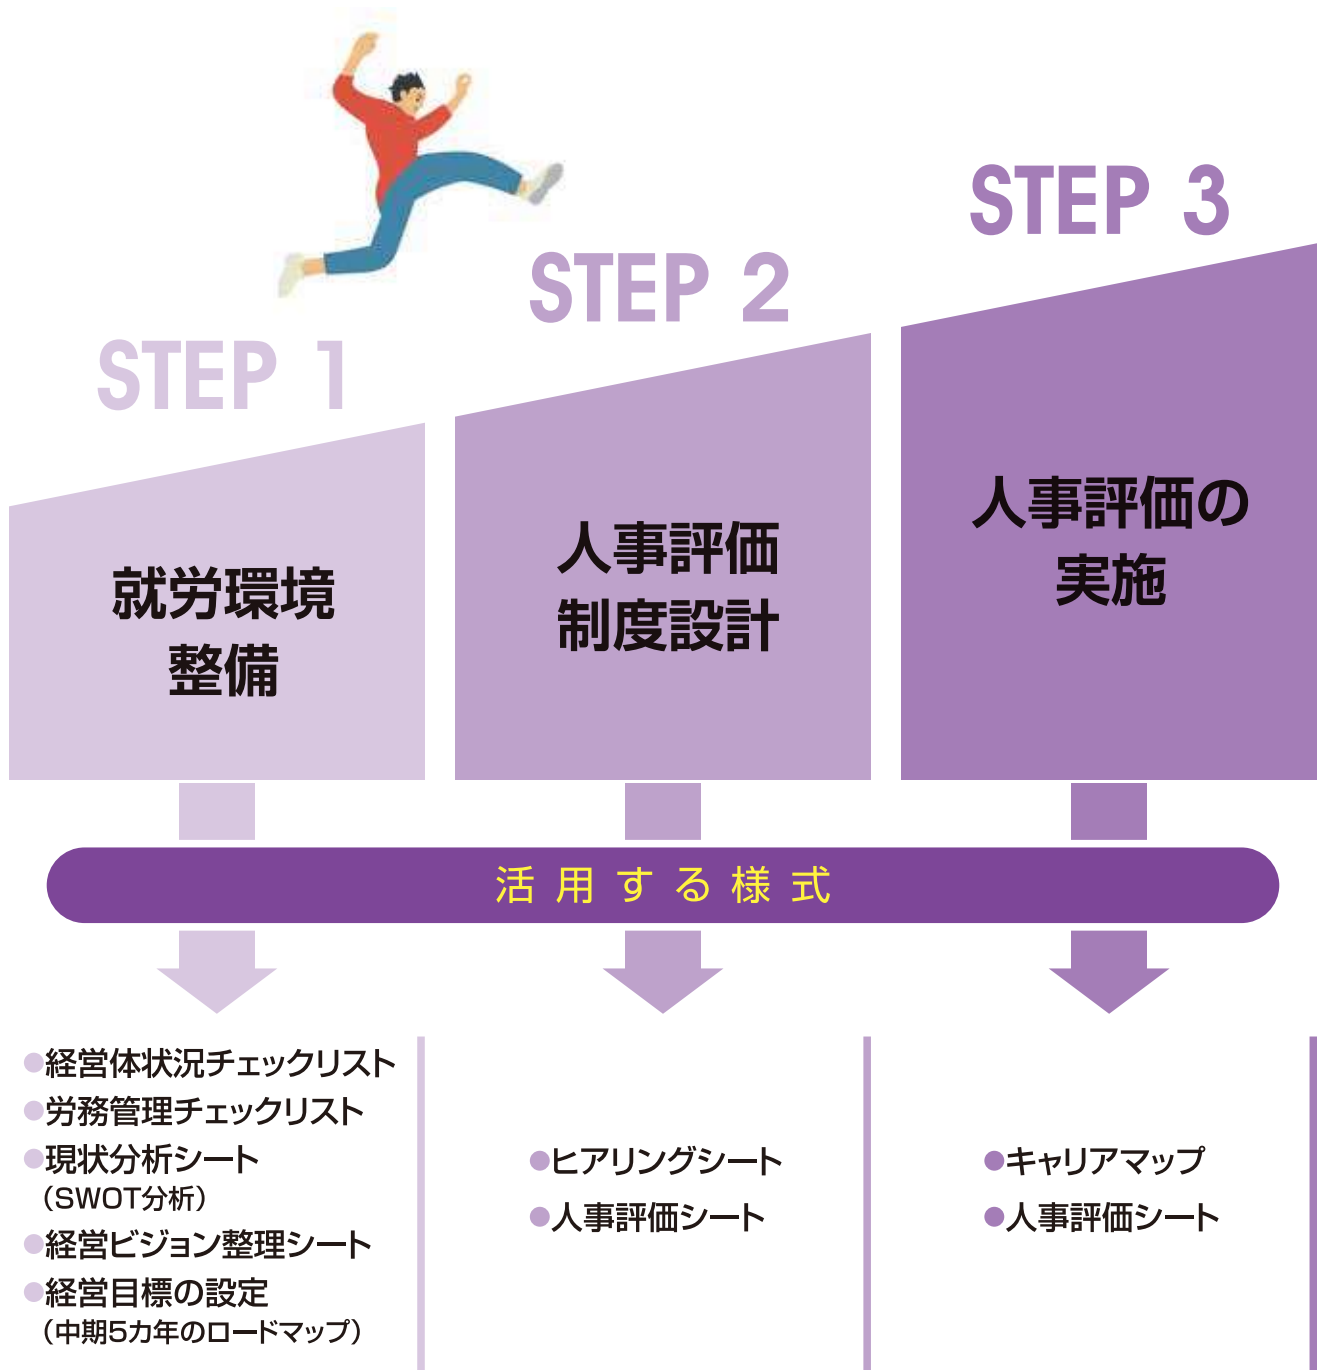 STEP 1
就労環境
整備
STEP 2
人事評価
制度設計
STEP 3
人事評価の
実施
活用する様式
●経営体状況チェックリスト
●労務管理チェックリスト
●現状分析シート
（SWOT分析）
●経営ビジョン整理シート
●経営目標の設定
（中期5カ年のロードマップ）
●ヒアリングシート
●人事評価シート
●キャリアマップ
●人事評価シート